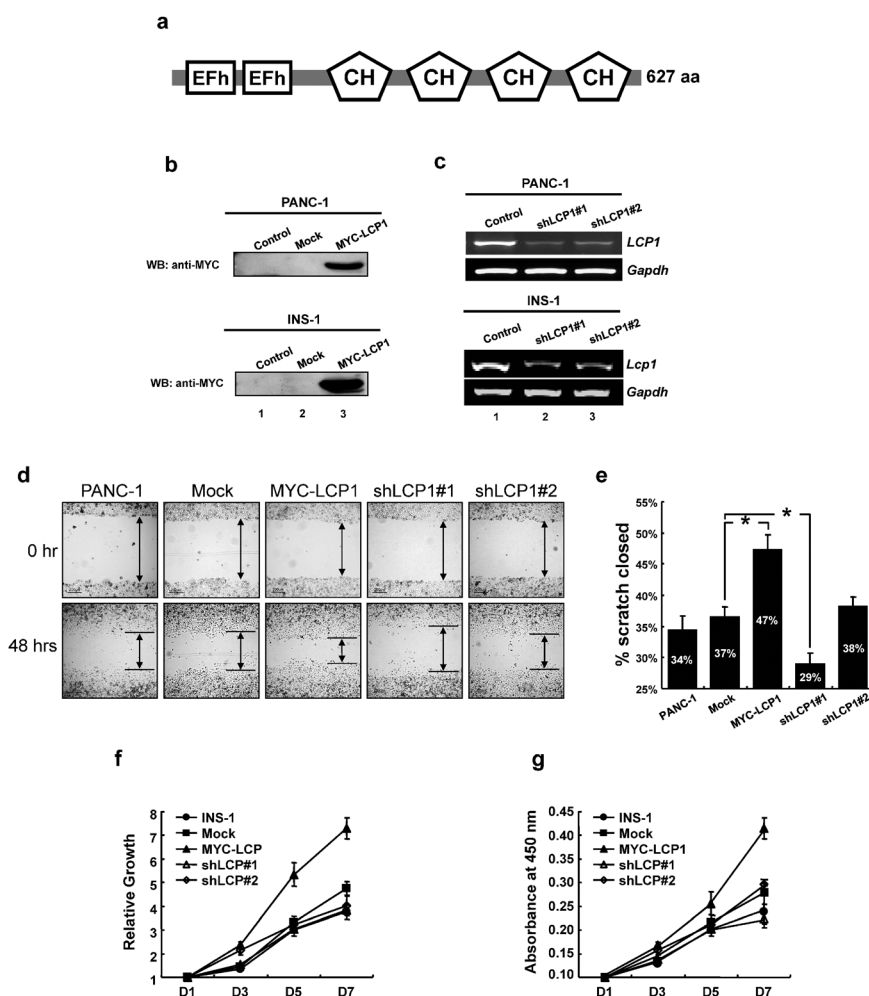 a
EFh EFh CH CH CH CH 627 aa
b
PANC-1
Control Mock MYC-LCP1
WB: anti-MYC
INS-1
Control Mock MYC-LCP1
WB: anti-MYC
1 2 3
c
PANC-1
Control shLCP1#1 shLCP1#2
LCP1
Gapdh
INS-1
Control shLCP1#1 shLCP1#2
Lcp1
Gapdh
1 2 3
d
PANC-1 Mock MYC-LCP1 shLCP1#1 shLCP1#2
0 hr
48 hrs
e
% scratch closed
55%
50%
45%
40%
35%
30%
25%
* *
34% 37% 47% 29% 38%
PANC-1 Mock MYC-LCP1 shLCP1#1 shLCP1#2
f
Relative Growth
8
7
6
5
4
3
2
1
INS-1
Mock
MYC-LCP
shLCP#1
shLCP#2
D1 D3 D5 D7
g
Absorbance at 450 nm
0.45
0.40
0.35
0.30
0.25
0.20
0.15
0.10
INS-1
Mock
MYC-LCP1
shLCP#1
shLCP#2
D1 D3 D5 D7